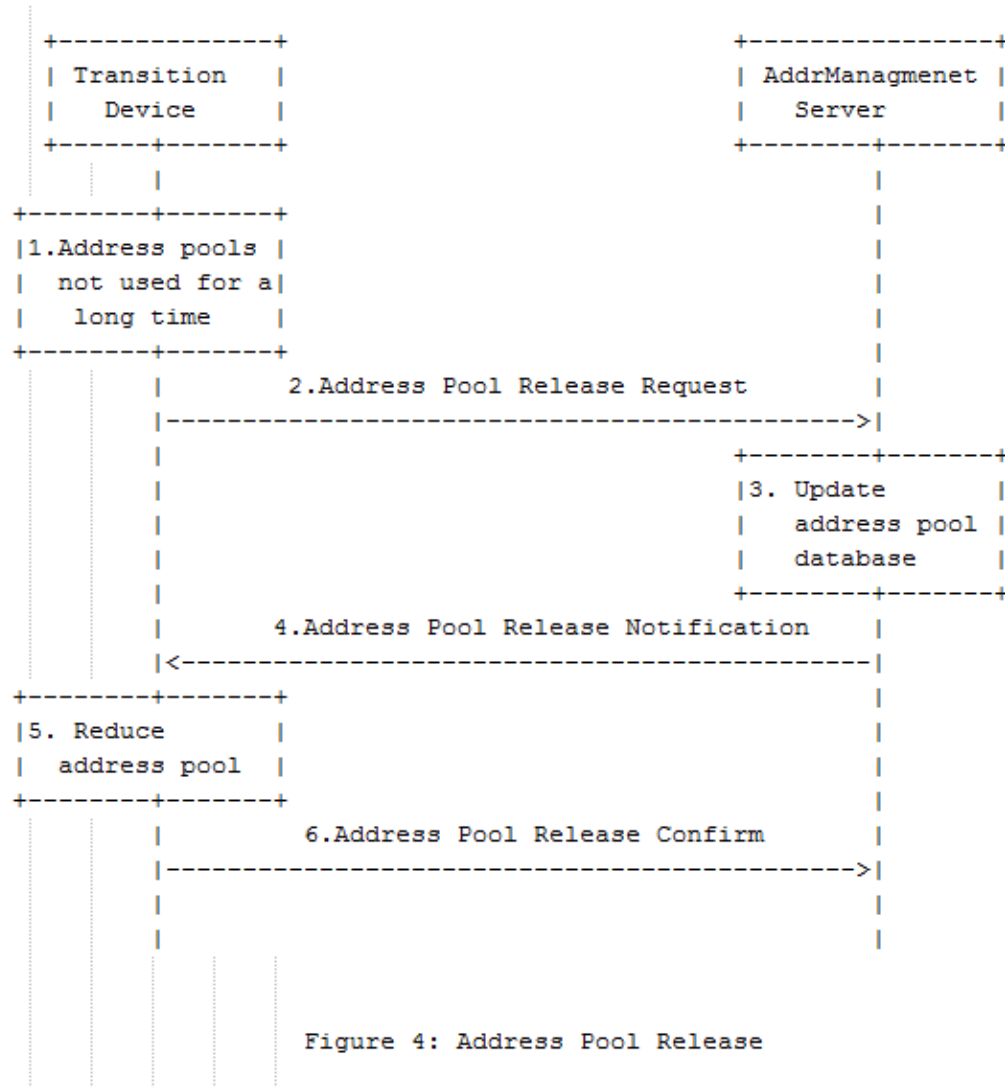 Transition
Device
AddrManagmenet
Server
1.Address pools
not used for a
long time
2.Address Pool Release Request
3. Update
address pool
database
4.Address Pool Release Notification
5. Reduce
address pool
6.Address Pool Release Confirm
Figure 4: Address Pool Release